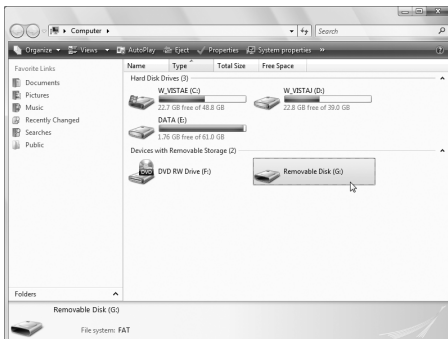 Computer
Search
Organize Views AutoPlay Eject Properties System properties »
Favorite Links
Documents
Pictures
Music
Recently Changed
Searches
Public
Folders
Name Type Total Size Free Space
Hard Disk Drives (3)
W_VISTAE (C:) W_VISTAJ (D:)
22.7 GB free of 48.8 GB 22.8 GB free of 39.0 GB
DATA (E:)
1.76 GB free of 61.0 GB
Devices with Removable Storage (2)
DVD RW Drive (F:) Removable Disk (G:)
DVD
Removable Disk (G:)
File system: FAT